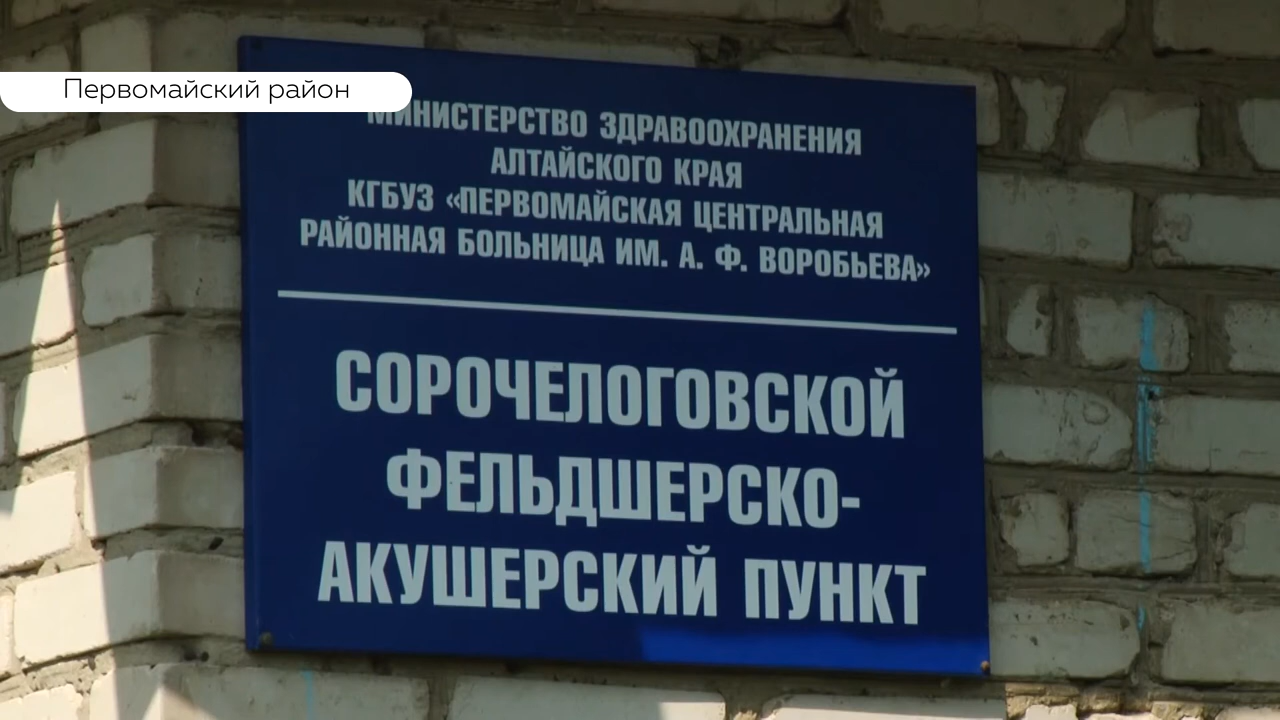 Первомайский район
МИНИСТЕРСТВО ЗДРАВООХРАНЕНИЯ
АЛТАЙСКОГО КРАЯ
КГБУЗ «ПЕРВОМАЙСКАЯ ЦЕНТРАЛЬНАЯ
РАЙОННАЯ БОЛЬНИЦА ИМ. А. Ф. ВОРОБЬЕВА»
СОРОЧЕЛОГОВСКОЙ
ФЕЛЬДШЕРСКО-
АКУШЕРСКИЙ ПУНКТ